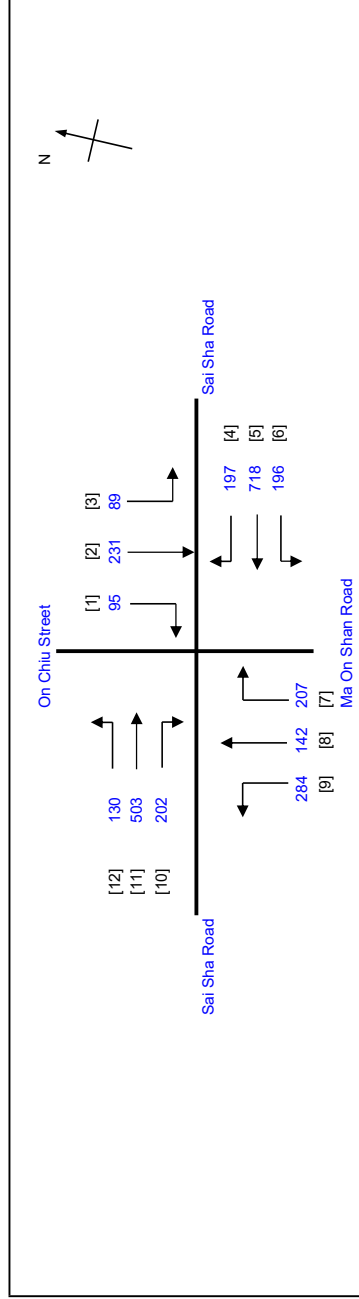 N
On Chiu Street
[1] [2] [3]
95 231 89
[12] 130
[11] 503
[10] 202
Sai Sha Road
Sai Sha Road
197 [4]
718 [5]
196 [6]
284 142 207
[9] [8] [7]
Ma On Shan Road